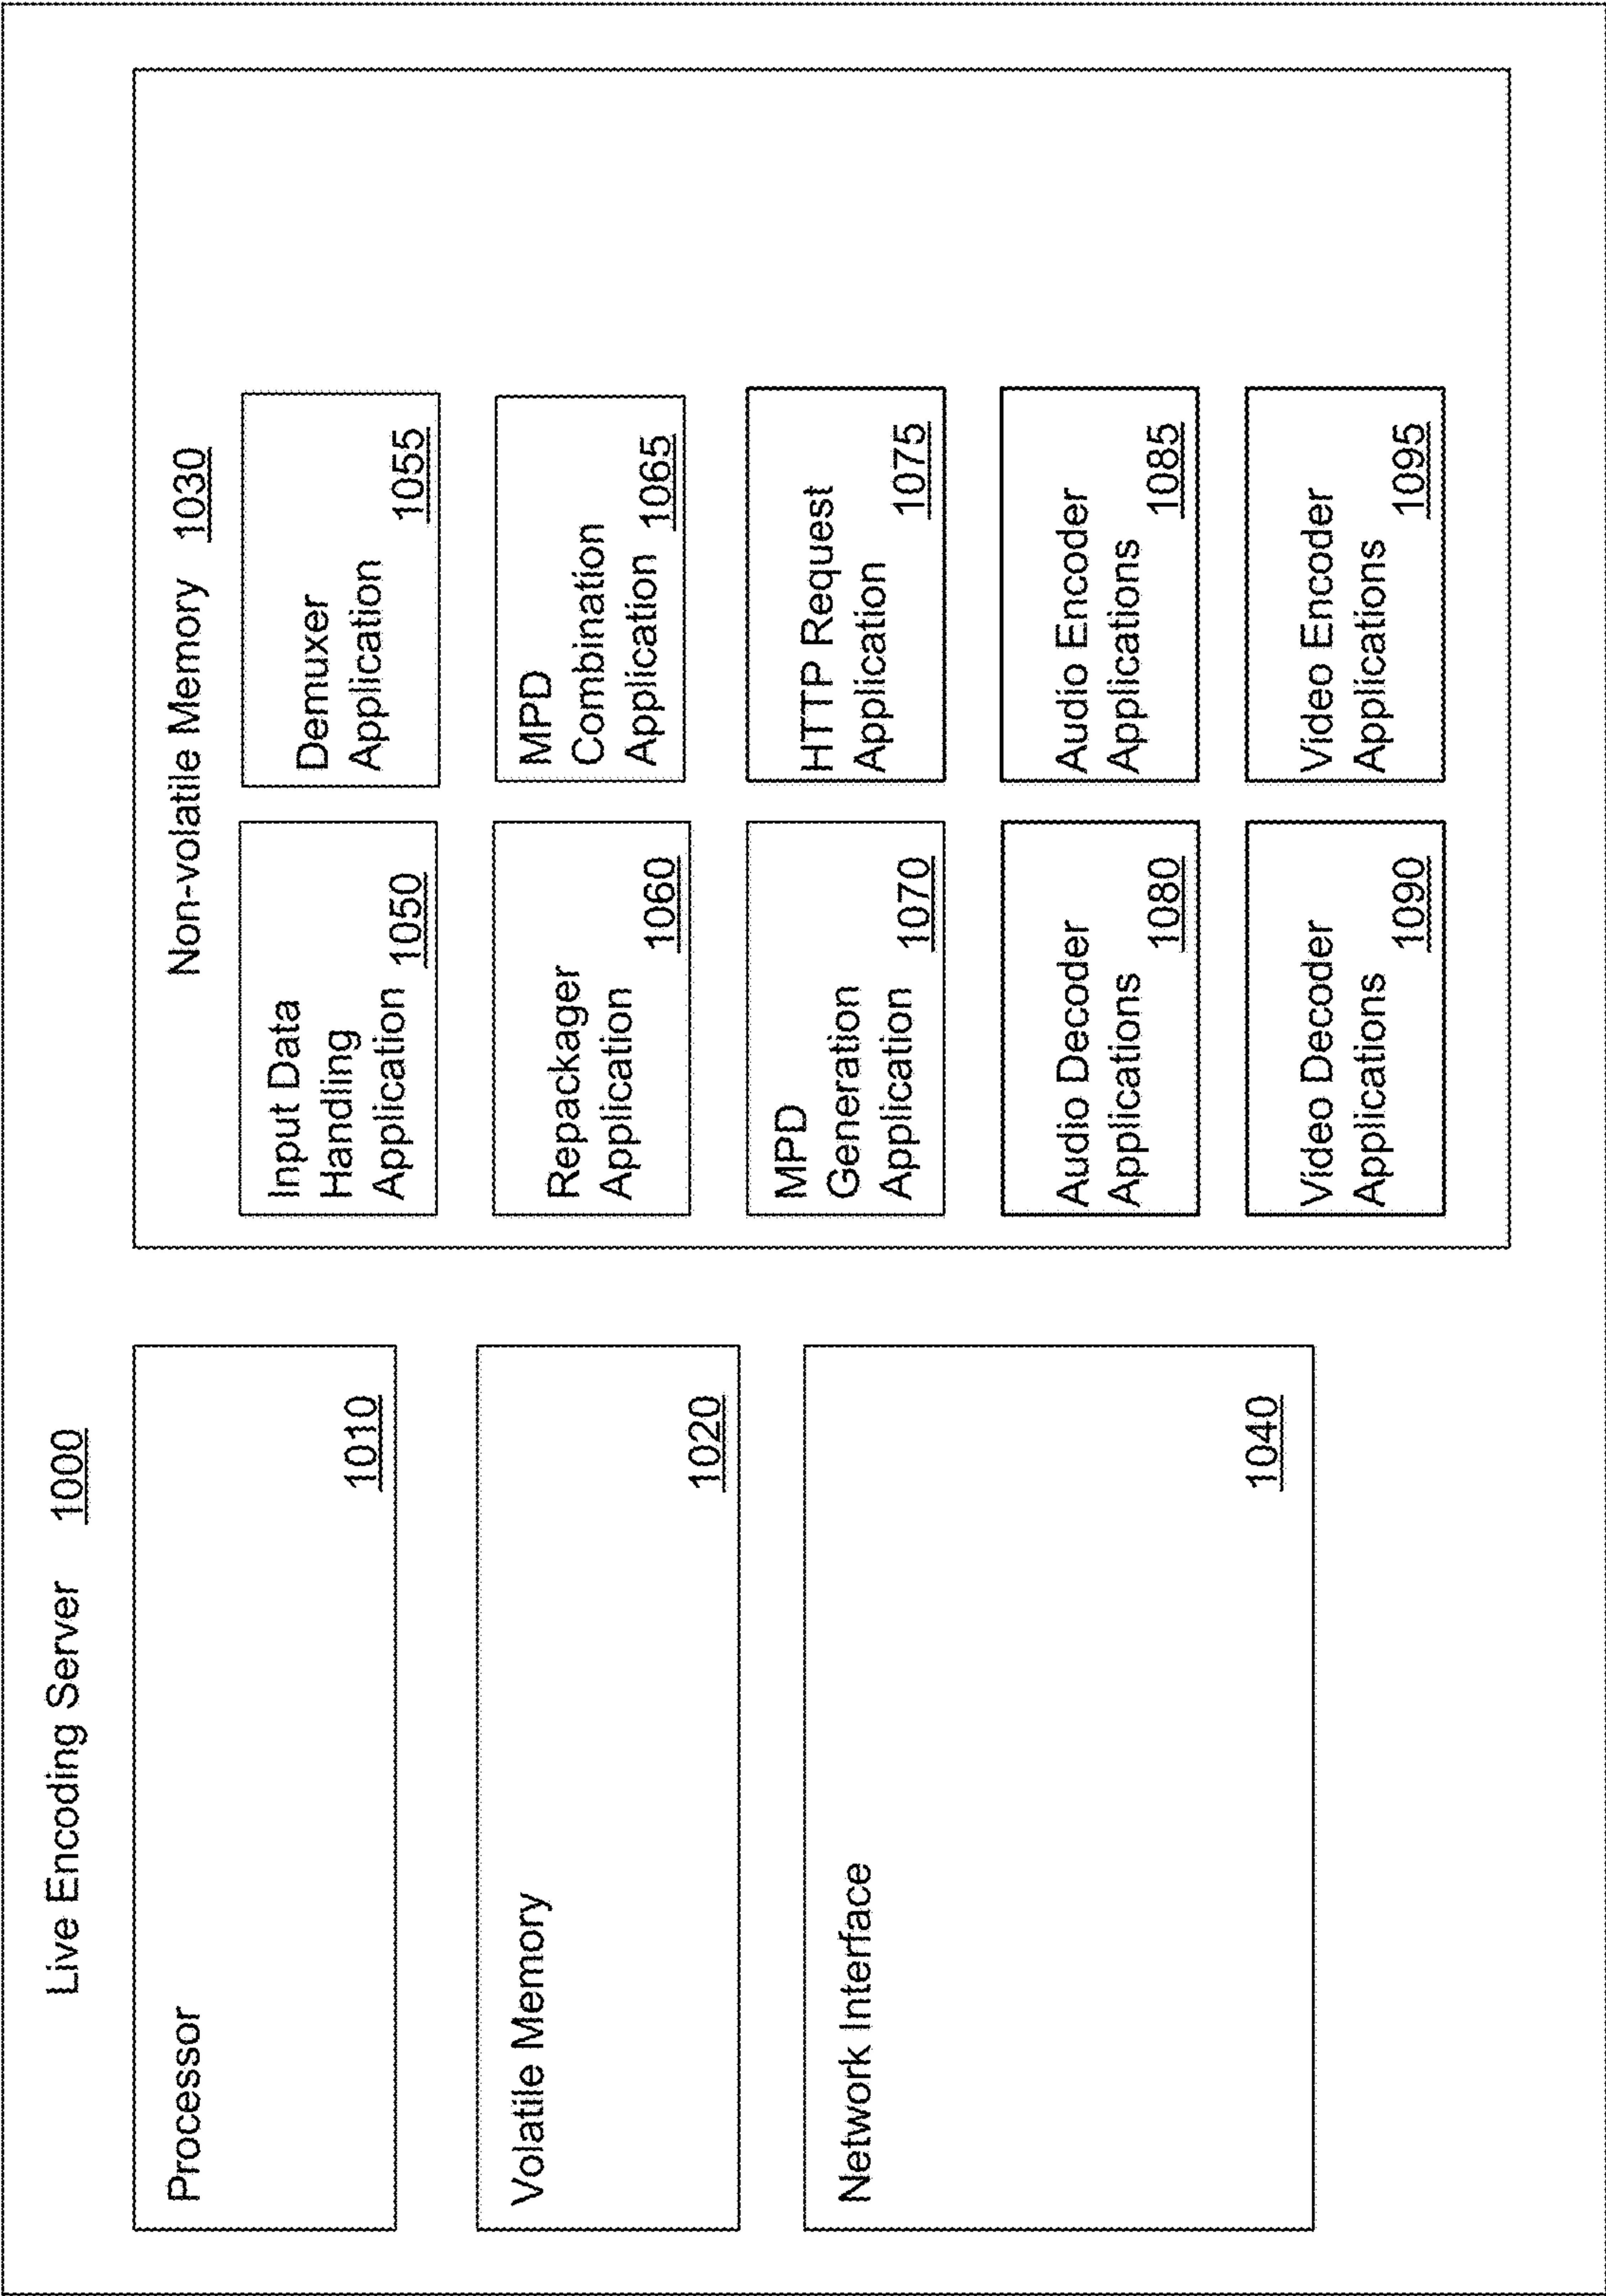 Live Encoding Server 1000
Processor
1010
Volatile Memory
1020
Network Interface
1040
Non-volatile Memory 1030
Input Data
Handling
Application 1050
Demuxer
Application
1055
Repackager
Application
1060
MPD
Combination
Application 1065
MPD
Generation
Application 1070
HTTP Request
Application
1075
Audio Decoder
Applications
1080
Audio Encoder
Applications
1085
Video Decoder
Applications
1090
Video Encoder
Applications
1095